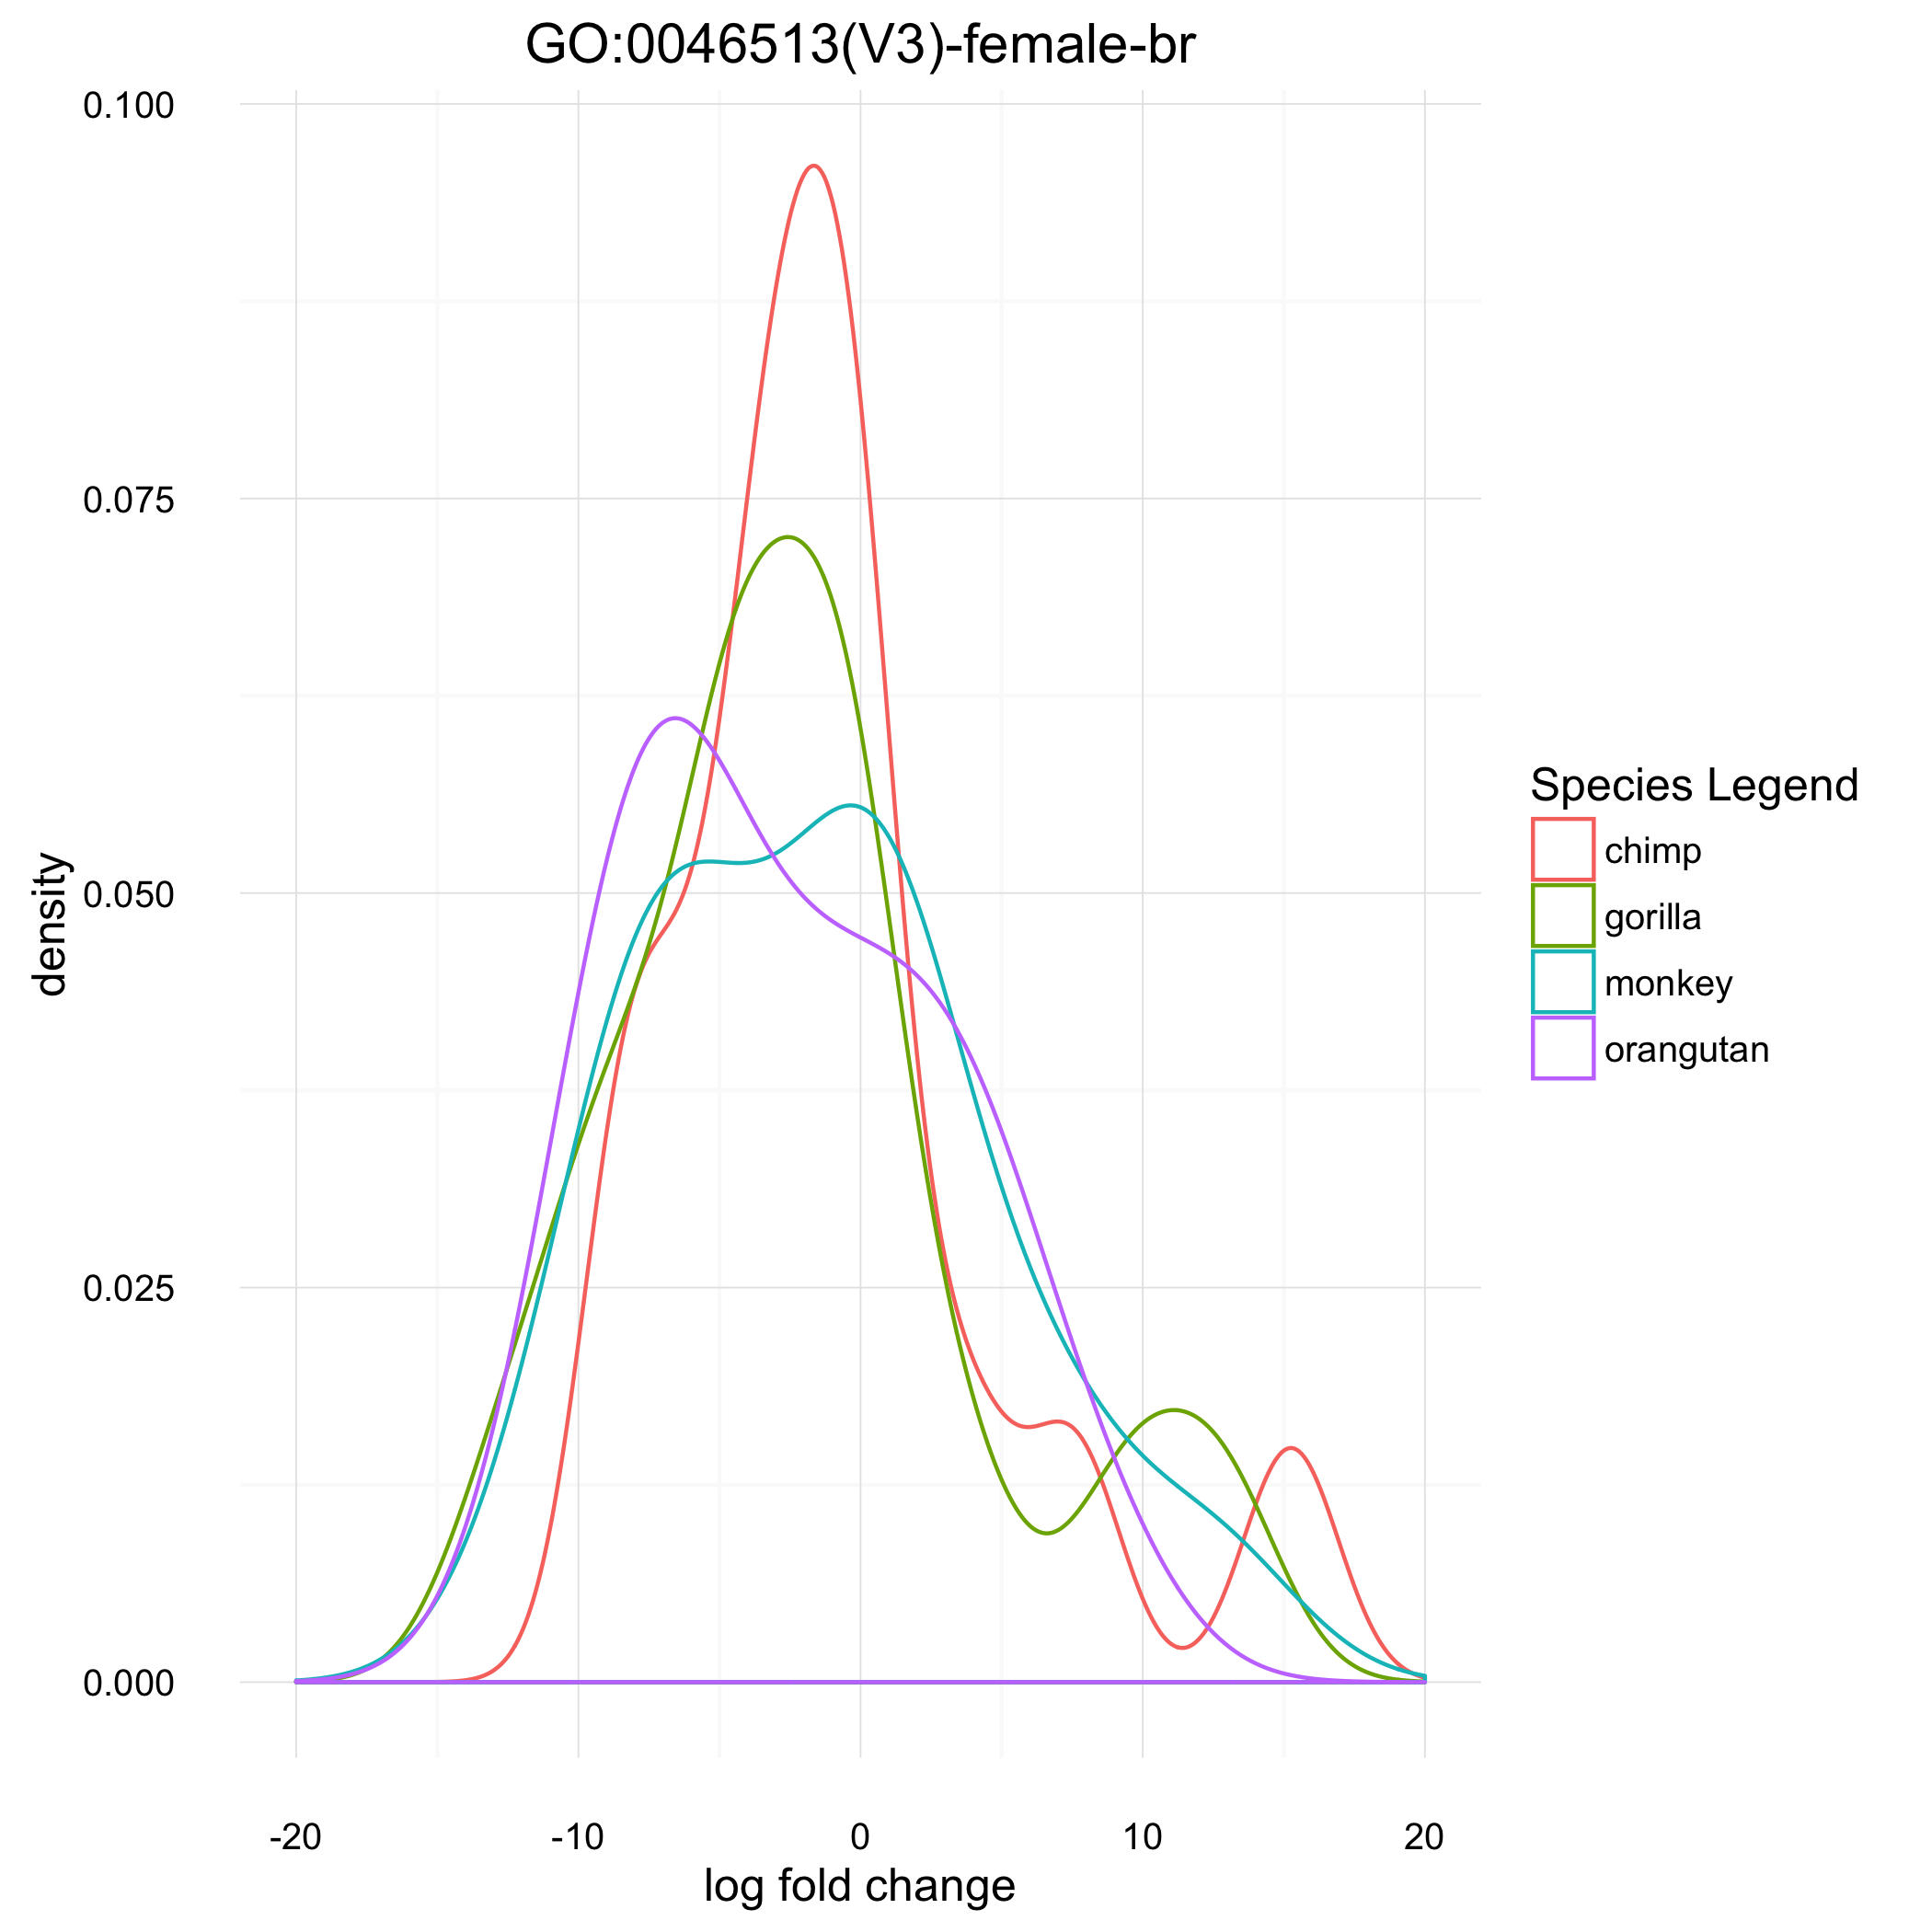 GO:0046513(V3)-female-br
0.100
0.075
0.050
0.025
0.000
density
-20 -10 0 10 20
log fold change
Species Legend
chimp
gorilla
monkey
orangutan